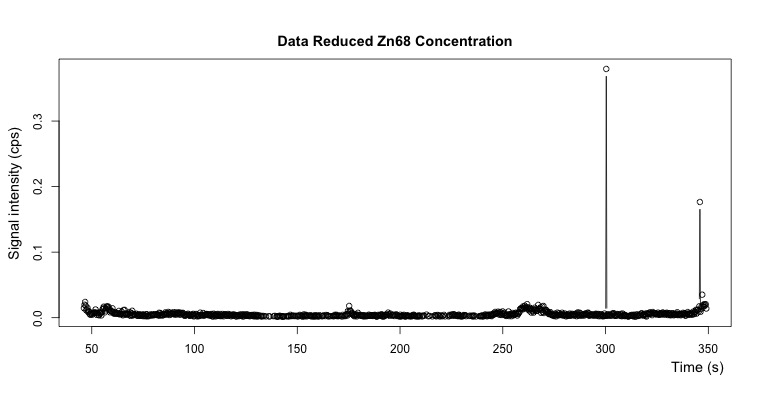 Data Reduced Zn68 Concentration
Signal intensity (cps)
0.3
0.2
0.1
0.0
50 100 150 200 250 300 350
Time (s)